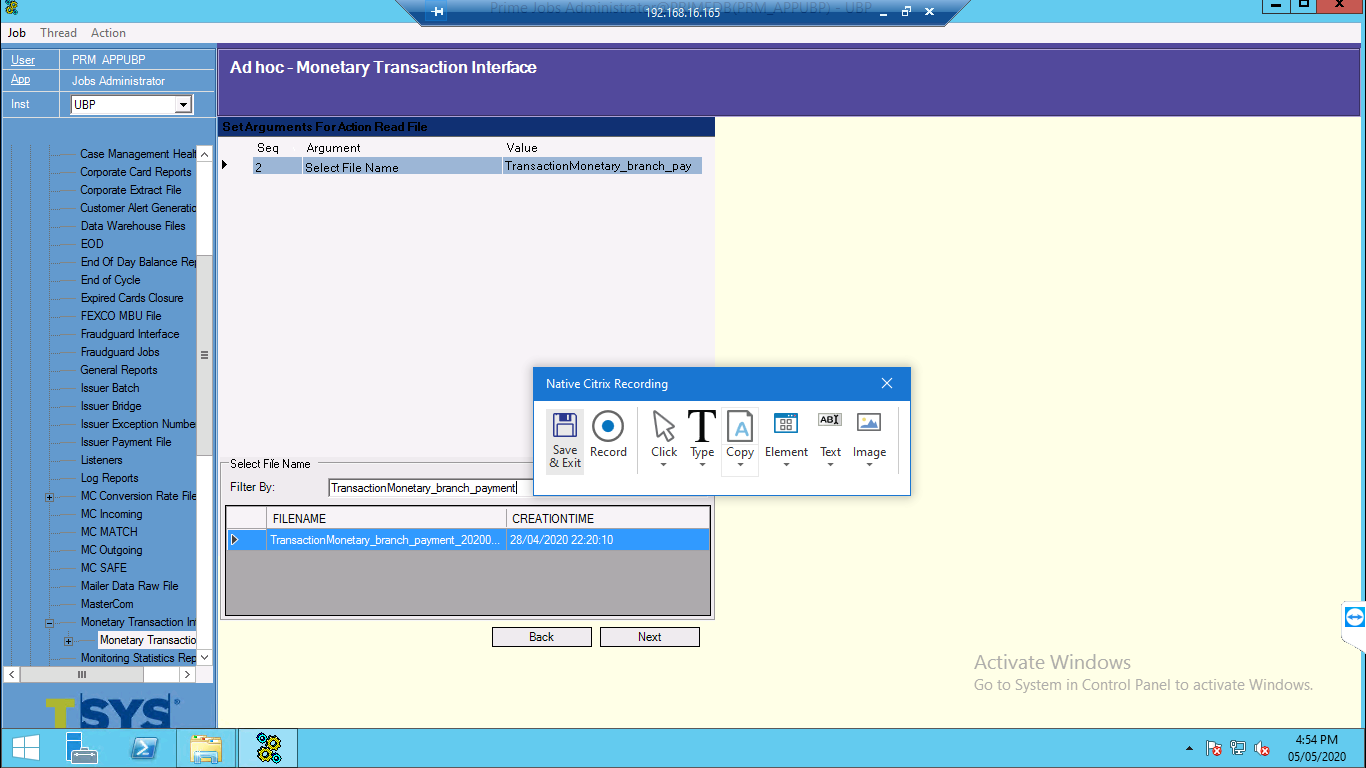 Prime Jobs Administrator
(PRM_APPUBP) - UBP
192.168.16.165
Job Thread Action
User PRM APPUBP
App Jobs Administrator
Inst UBP
Ad hoc - Monetary Transaction Interface
Set Arguments For Action Read File
Seq Argument Value
2 Select File Name TransactionMonetary_branch_pay
Case Management Healt
Corporate Card Reports
Corporate Extract File
Customer Alert Generatio
Data Warehouse Files
EOD
End Of Day Balance Rep
End of Cycle
Expired Cards Closure
FEXCO MBU File
Fraudguard Interface
Fraudguard Jobs
General Reports
Issuer Batch
Issuer Bridge
Issuer Exception Numbe
Issuer Payment File
Listeners
Log Reports
MC Conversion Rate File
MC Incoming
MC MATCH
MC Outgoing
MC SAFE
Mailer Data Raw File
MasterCom
Monetary Transaction Int
Monetary Transactio
Monitoring Statistics Rep
TSYS®
Native Citrix Recording
Save & Exit
Record
Click
Type
A
Copy
Element
ABI
Text
Image
Select File Name
Filter By: TransactionMonetary_branch_payment
FILENAME CREATIONTIME
TransactionMonetary_branch_payment_20200... 28/04/2020 22:20:10
Back Next
Activate Windows
Go to System in Control Panel to activate Windows.
4:54 PM
05/05/2020